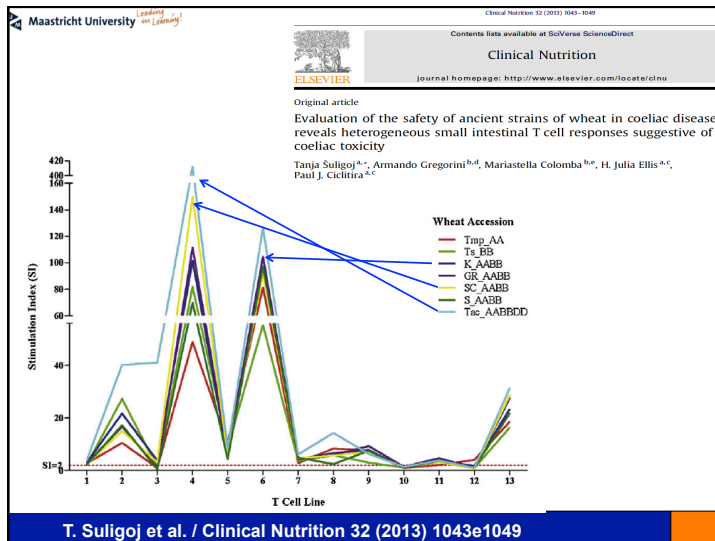 Maastricht University
Leading
in Learning!
Clinical Nutrition 32 (2013) 1043–1049
Contents lists available at SciVerse ScienceDirect
Clinical Nutrition
journal homepage: http://www.elsevier.com/locate/clnu
ELSEVIER
Original article
Evaluation of the safety of ancient strains of wheat in coeliac disease
reveals heterogeneous small intestinal T cell responses suggestive of
coeliac toxicity
Tanja Šuligoj a,*, Armando Gregorini b,d, Mariastella Colomba b,e, H. Julia Ellis a,c,
Paul J. Ciclitira a,c
420
400
160
140
120
100
80
60
40
20
SI=2
0
Stimulation Index (SI)
1 2 3 4 5 6 7 8 9 10 11 12 13
T Cell Line
Wheat Accession
Tmp_AA
Ts_BB
K_AABB
GR_AABB
SC_AABB
S_AABB
Tac_AABBDD
T. Suligoj et al. / Clinical Nutrition 32 (2013) 1043e1049